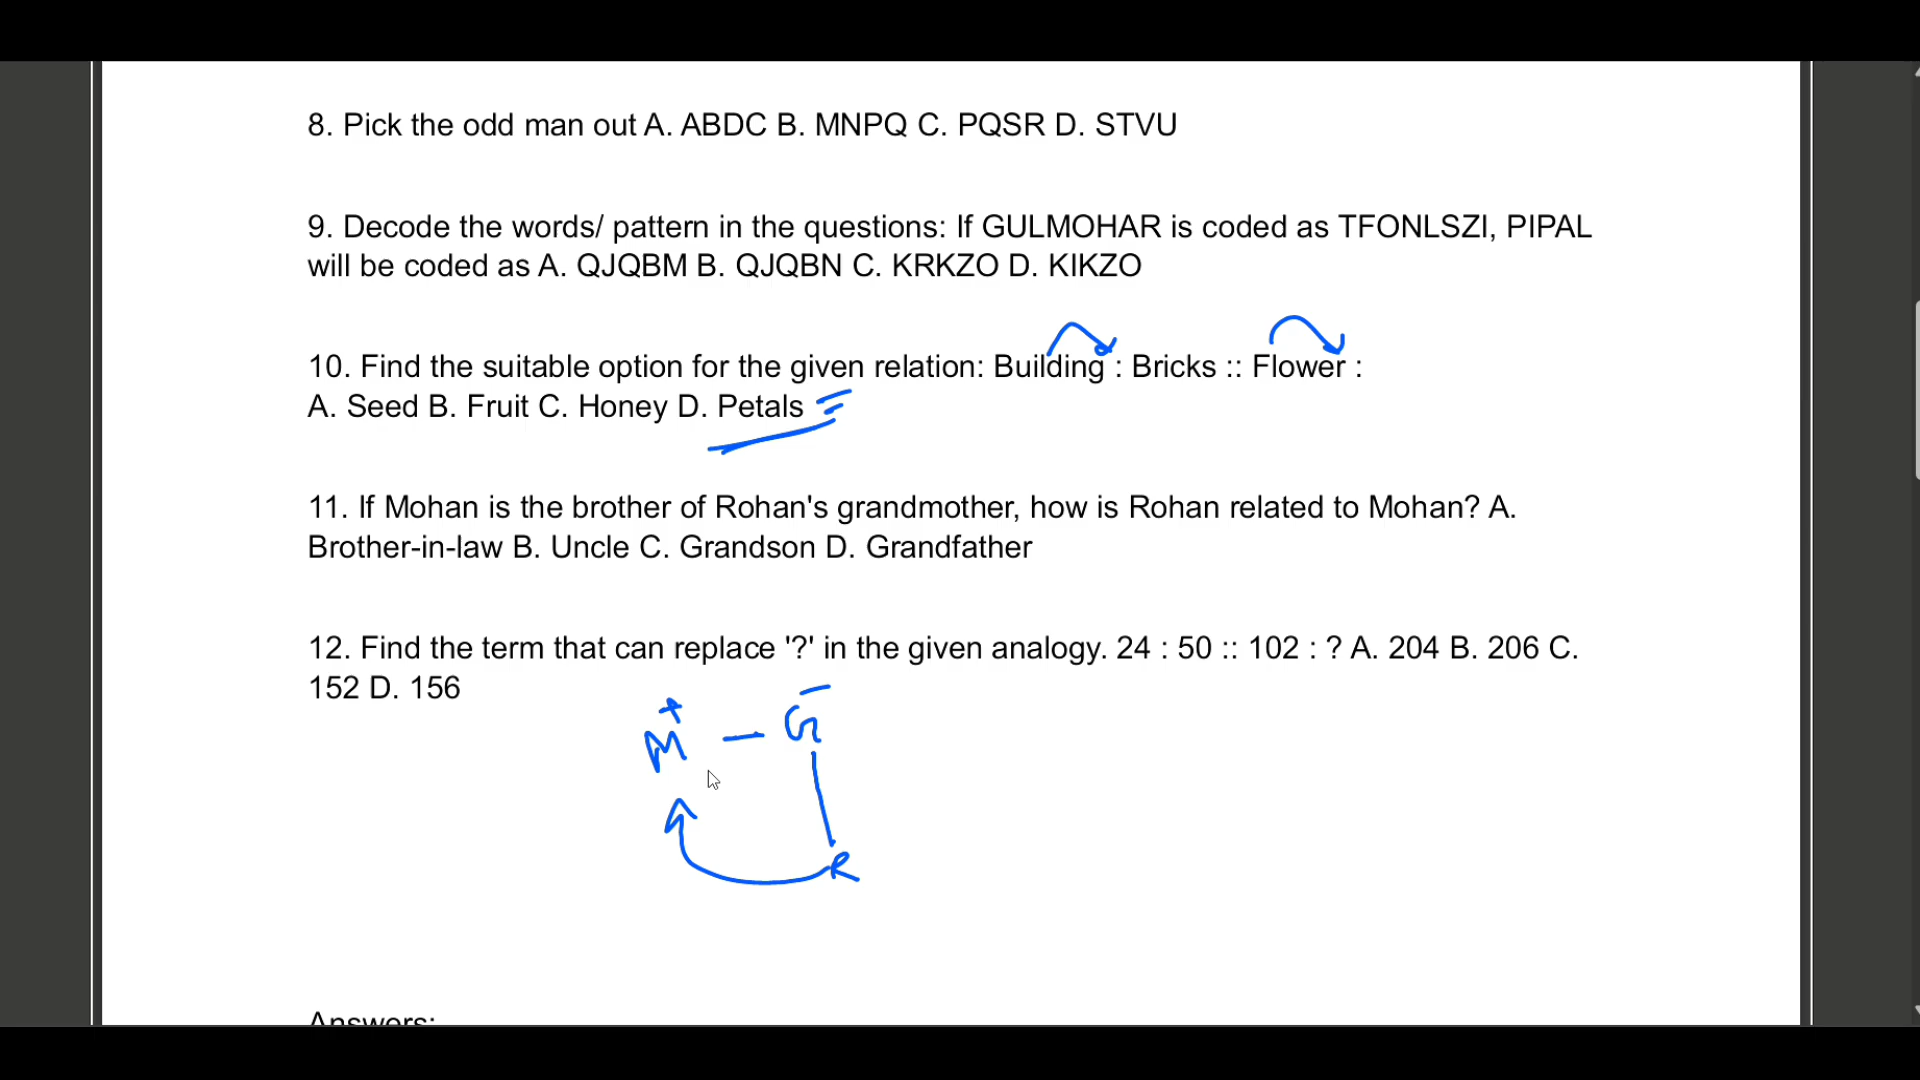 8. Pick the odd man out A. ABDC B. MNPQ C. PQSR D. STVU
9. Decode the words/ pattern in the questions: If GULMOHAR is coded as TFONLSZI, PIPAL
will be coded as A. QJQBM B. QJQBN C. KRKZO D. KIKZO
10. Find the suitable option for the given relation: Building : Bricks :: Flower :
A. Seed B. Fruit C. Honey D. Petals
11. If Mohan is the brother of Rohan's grandmother, how is Rohan related to Mohan? A.
Brother-in-law B. Uncle C. Grandson D. Grandfather
12. Find the term that can replace '?' in the given analogy. 24 : 50 :: 102 : ? A. 204 B. 206 C.
152 D. 156
+ –
M – G
R
Answers: